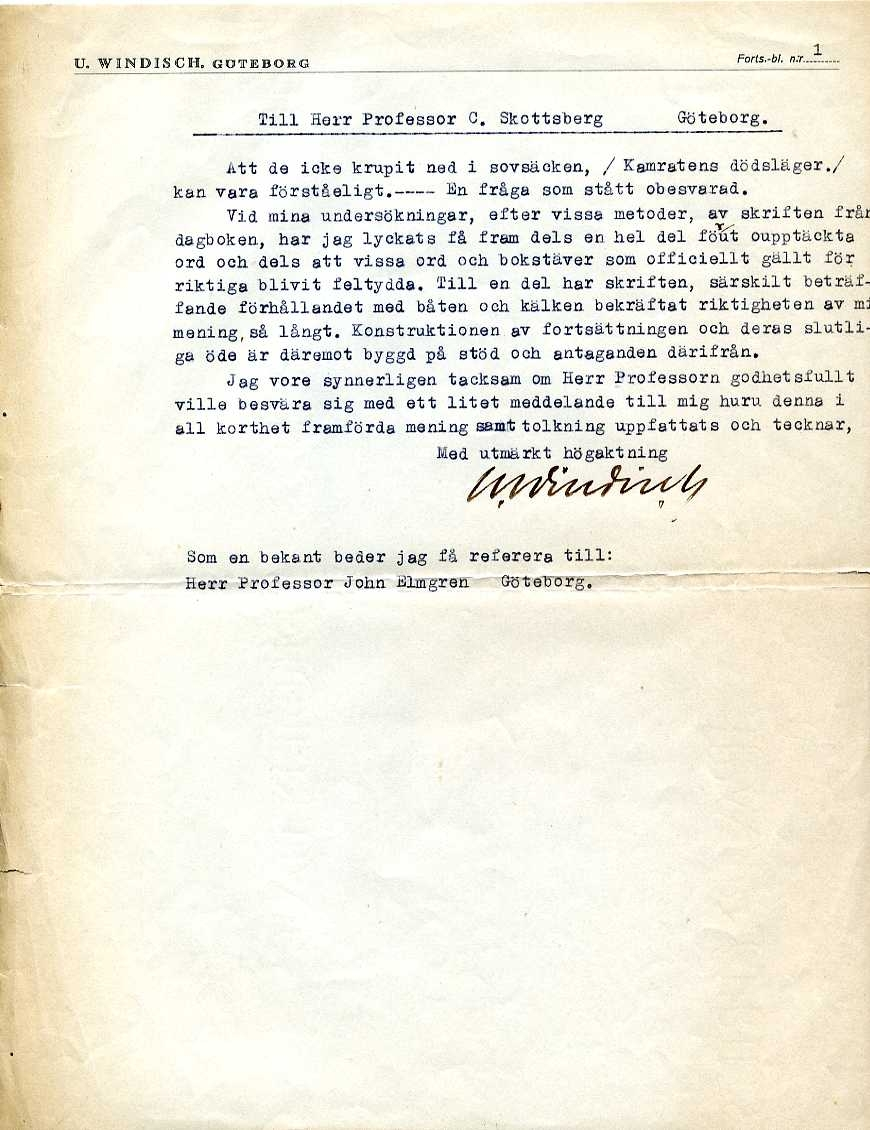 U. WINDISCH. GÖTEBORG
Forts.-bl. n:r 1
Till Herr Professor C. Skottsberg Göteborg.
Att de icke krupit ned i sovsäcken, / Kamratens dödsläger./
kan vara förståeligt.---- En fråga som stått obesvarad.
Vid mina undersökningar, efter vissa metoder, av skriften från
dagboken, har jag lyckats få fram dels en hel del förut oupptäckta
ord och dels att vissa ord och bokstäver som officiellt gällt för
riktiga blivit feltydda. Till en del har skriften, särskilt beträf-
fande förhållandet med båten och kälken bekräftat riktigheten av mi
mening, så långt. Konstruktionen av fortsättningen och deras slutli-
ga öde är däremot byggd på stöd och antaganden därifrån.
Jag vore synnerligen tacksam om Herr Professorn godhetsfullt
ville besvära sig med ett litet meddelande till mig huru denna i
all korthet framförda mening samt tolkning uppfattats och tecknar,
Med utmärkt högaktning
U. Windisch
Som en bekant beder jag få referera till:
Herr Professor John Elmgren Göteborg.